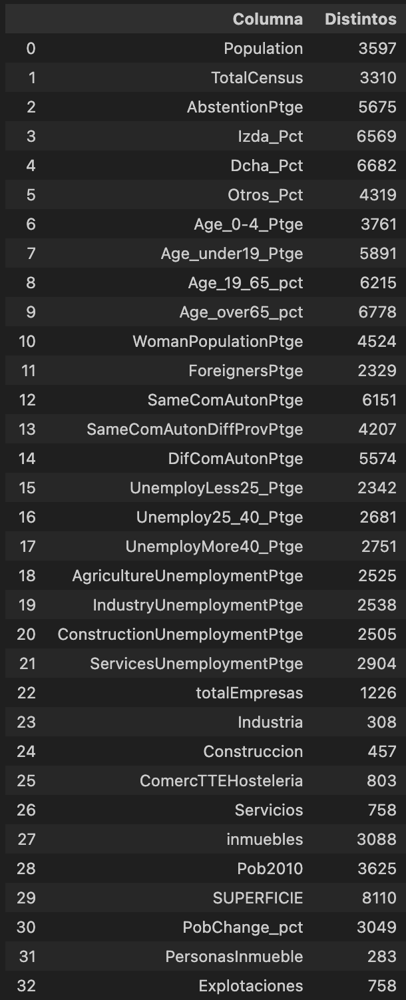 Columna Distintos
0 Population 3597
1 TotalCensus 3310
2 AbstentionPtge 5675
3 Izda_Pct 6569
4 Dcha_Pct 6682
5 Otros_Pct 4319
6 Age_0-4_Ptge 3761
7 Age_under19_Ptge 5891
8 Age_19_65_pct 6215
9 Age_over65_pct 6778
10 WomanPopulationPtge 4524
11 ForeignersPtge 2329
12 SameComAutonPtge 6151
13 SameComAutonDiffProvPtge 4207
14 DifComAutonPtge 5574
15 UnemployLess25_Ptge 2342
16 Unemploy25_40_Ptge 2681
17 UnemployMore40_Ptge 2751
18 AgricultureUnemploymentPtge 2525
19 IndustryUnemploymentPtge 2538
20 ConstructionUnemploymentPtge 2505
21 ServicesUnemploymentPtge 2904
22 totalEmpresas 1226
23 Industria 308
24 Construccion 457
25 ComercTTEHosteleria 803
26 Servicios 758
27 inmuebles 3088
28 Pob2010 3625
29 SUPERFICIE 8110
30 PobChange_pct 3049
31 PersonasInmueble 283
32 Explotaciones 758